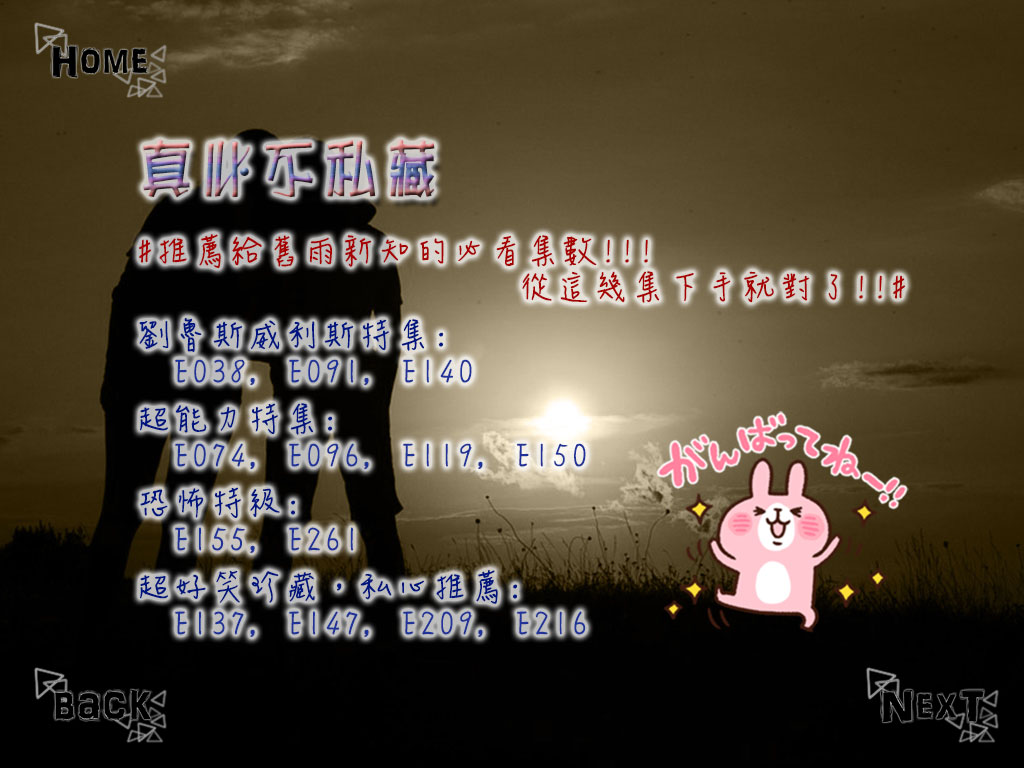 HOME
真心不私藏
#推薦給舊雨新知的必看集數!!!
從這幾集下手就對了!!#
劉魯斯威利斯特集:
E038, E091, E140
超能力特集:
E074, E096, E119, E150
がんばってねー!!
恐怖特級:
E155, E261
超好笑珍藏，私心推薦:
E137, E147, E209, E216
BACK
NEXT